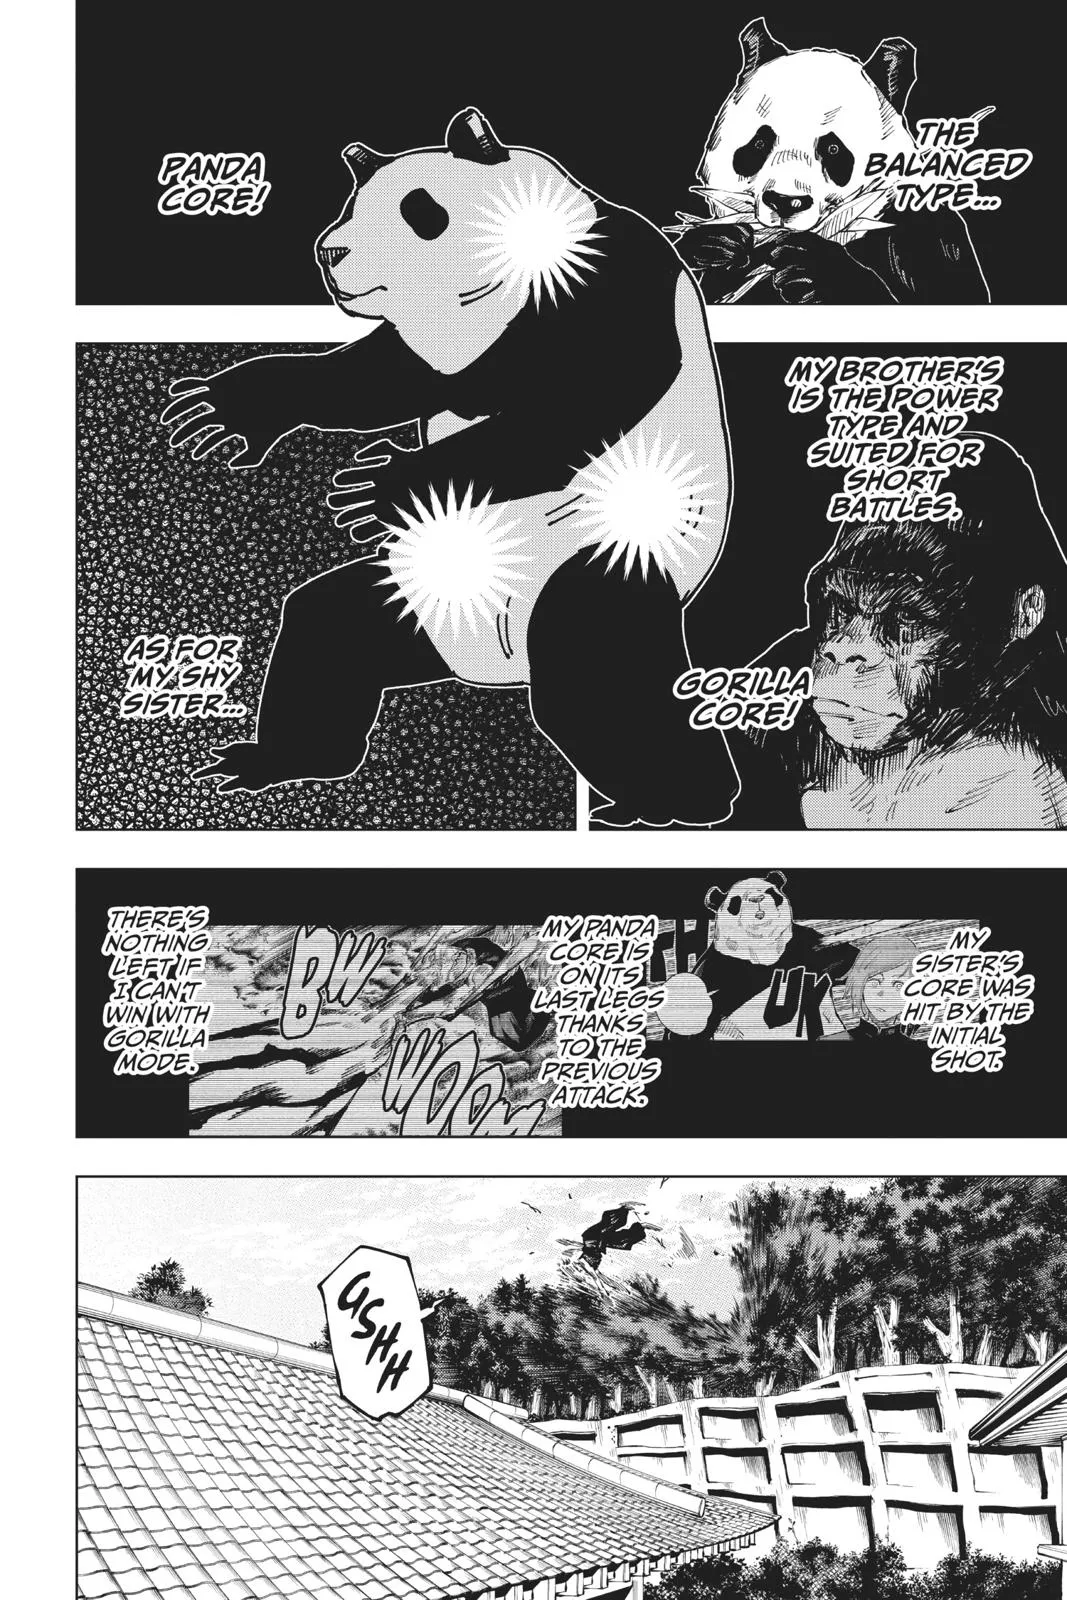 THE
BALANCED
TYPE...
PANDA
CORE!
MY BROTHER'S
IS THE POWER
TYPE AND
SUITED FOR
SHORT
BATTLES.
GORILLA
CORE!
AS FOR
MY SHY
SISTER...
MY
SISTER'S
CORE WAS
HIT BY THE
INITIAL
SHOT.
UK
MY PANDA
CORE IS
ON ITS
LAST LEGS
THANKS
TO THE
PREVIOUS
ATTACK.
BW
WOOM
THERE'S
NOTHING
LEFT IF
I CAN'T
WIN WITH
GORILLA
MODE.
GSHH